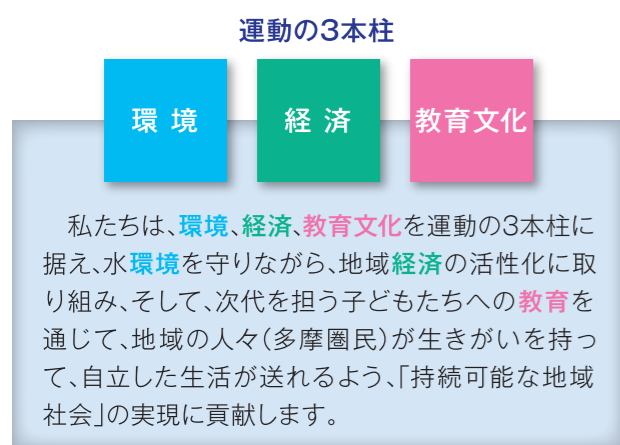 運動の3本柱
環 境
経 済
教育文化
私たちは、環境、経済、教育文化を運動の3本柱に
据え、水環境を守りながら、地域経済の活性化に取
り組み、そして、次代を担う子どもたちへの教育を
通じて、地域の人々(多摩圏民)が生きがいを持っ
て、自立した生活が送れるよう、「持続可能な地域
社会」の実現に貢献します。